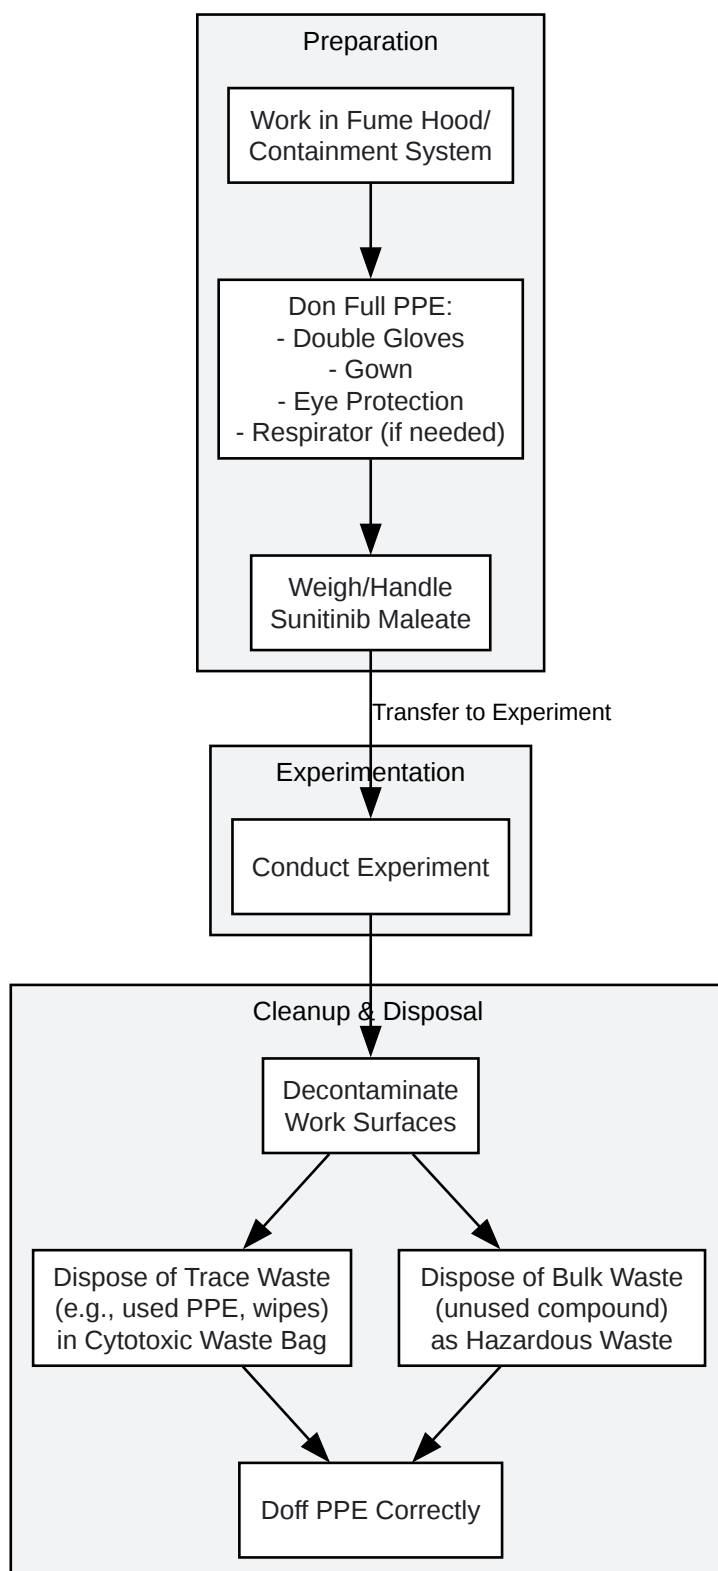 Preparation
Work in Fume Hood/
Containment System
Don Full PPE:
- Double Gloves
- Gown
- Eye Protection
- Respirator (if needed)
Weigh/Handle
Sunitinib Maleate
Transfer to Experiment
Experimentation
Conduct Experiment
Cleanup & Disposal
Decontaminate
Work Surfaces
Dispose of Trace Waste
(e.g., used PPE, wipes)
in Cytotoxic Waste Bag
Dispose of Bulk Waste
(unused compound)
as Hazardous Waste
Doff PPE Correctly